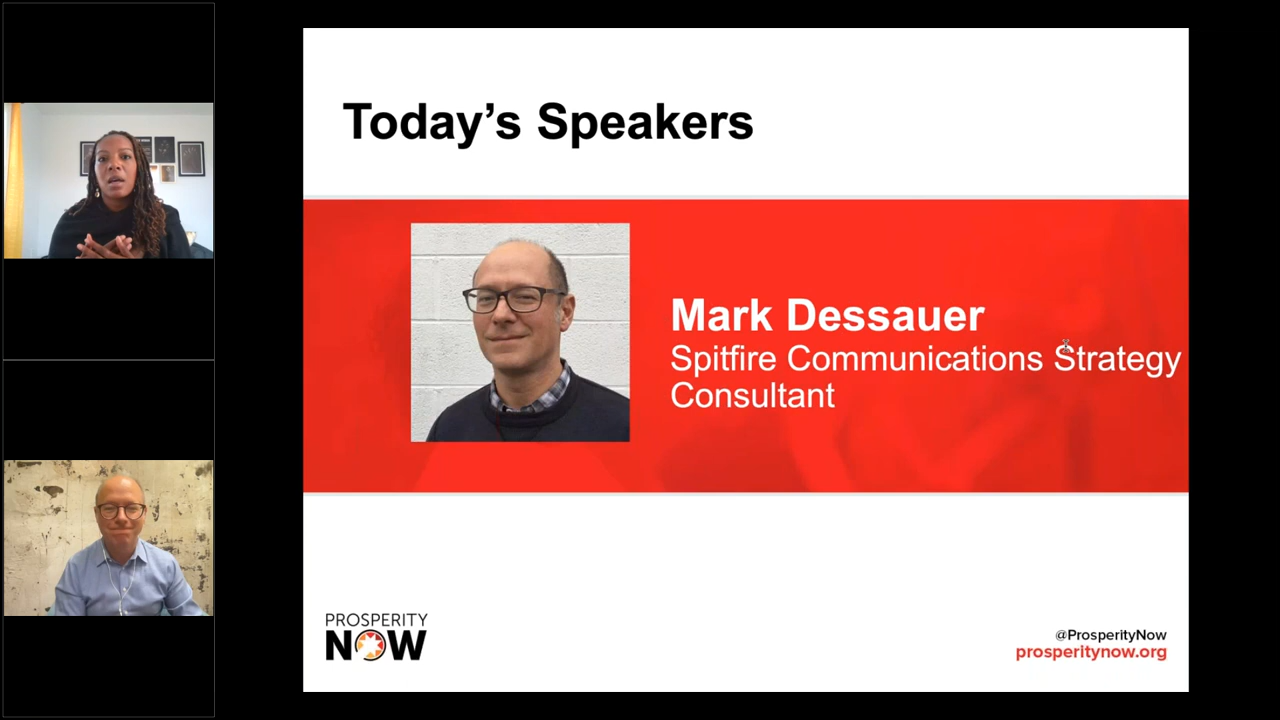 Today’s Speakers
Mark Dessauer
Spitfire Communications Strategy
Consultant
PROSPERITY
NOW
@ProsperityNow
prosperitynow.org